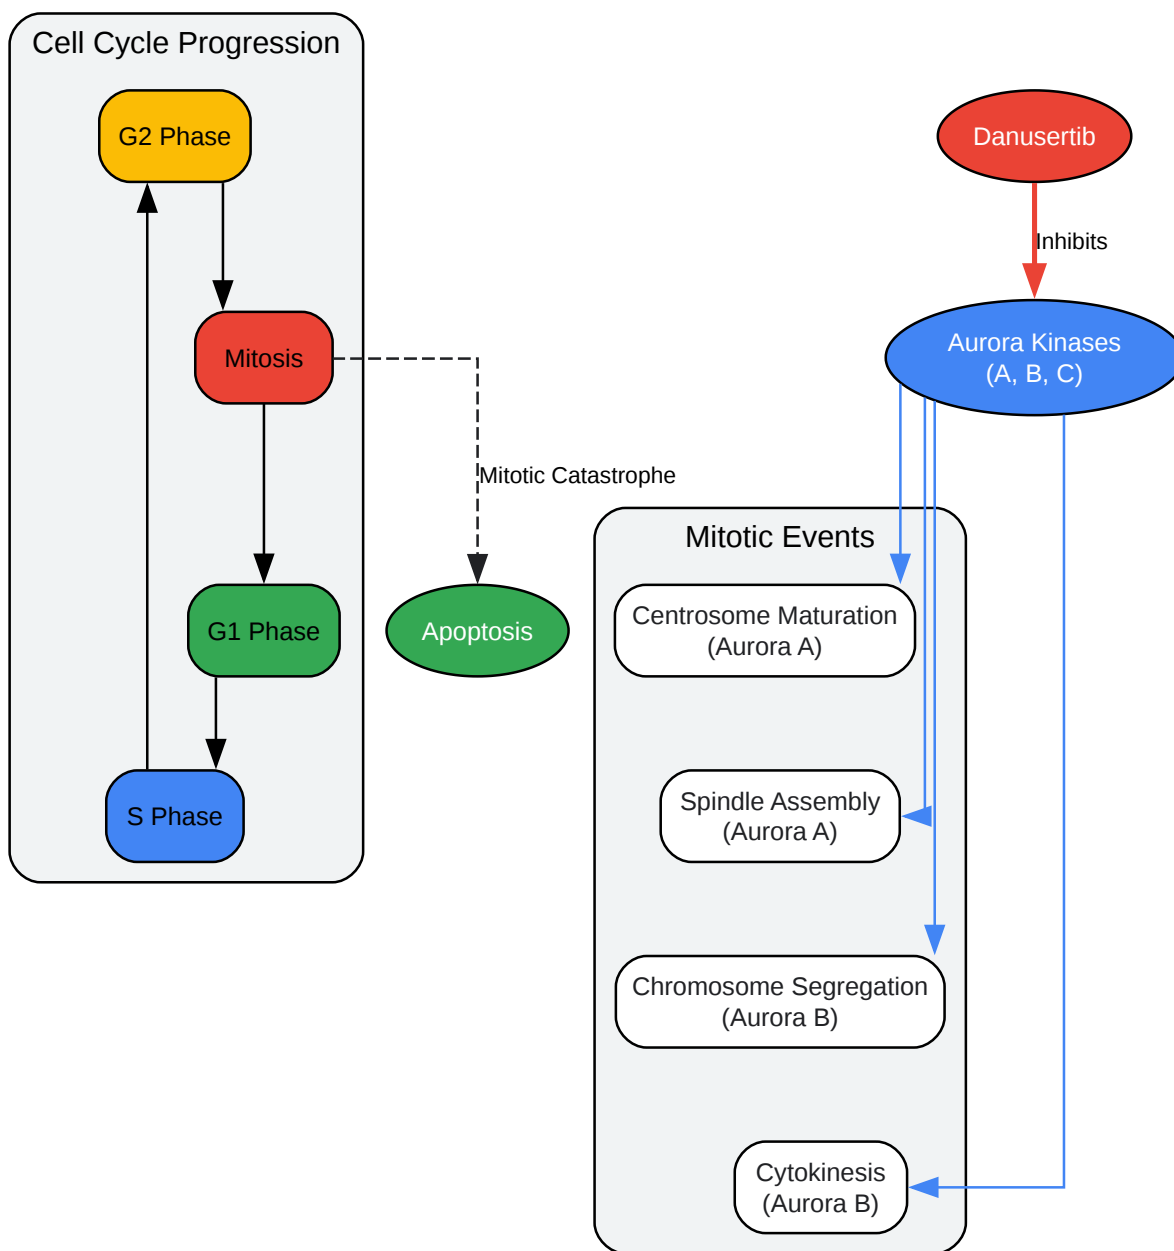 Cell Cycle Progression
G2 Phase
Danusertib
Inhibits
Mitosis
Aurora Kinases
(A, B, C)
Mitotic Catastrophe
G1 Phase
Apoptosis
S Phase
Mitotic Events
Centrosome Maturation
(Aurora A)
Spindle Assembly
(Aurora A)
Chromosome Segregation
(Aurora B)
Cytokinesis
(Aurora B)